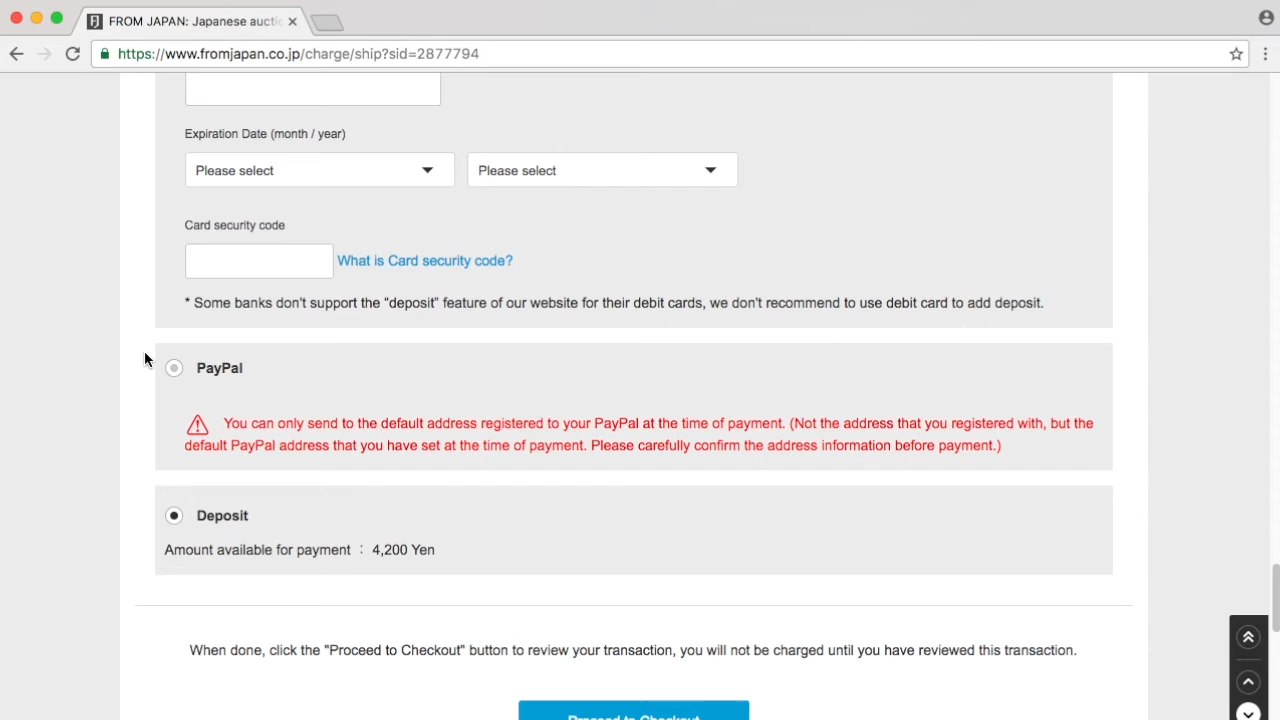 FROM JAPAN: Japanese aucti
https://www.fromjapan.co.jp/charge/ship?sid=2877794
Expiration Date (month / year)
Please select Please select
Card security code
What is Card security code?
* Some banks don't support the “deposit” feature of our website for their debit cards, we don't recommend to use debit card to add deposit.
PayPal
You can only send to the default address registered to your PayPal at the time of payment. (Not the address that you registered with, but the
default PayPal address that you have set at the time of payment. Please carefully confirm the address information before payment.)
Deposit
Amount available for payment : 4,200 Yen
When done, click the "Proceed to Checkout" button to review your transaction, you will not be charged until you have reviewed this transaction.
Proceed to Checkout